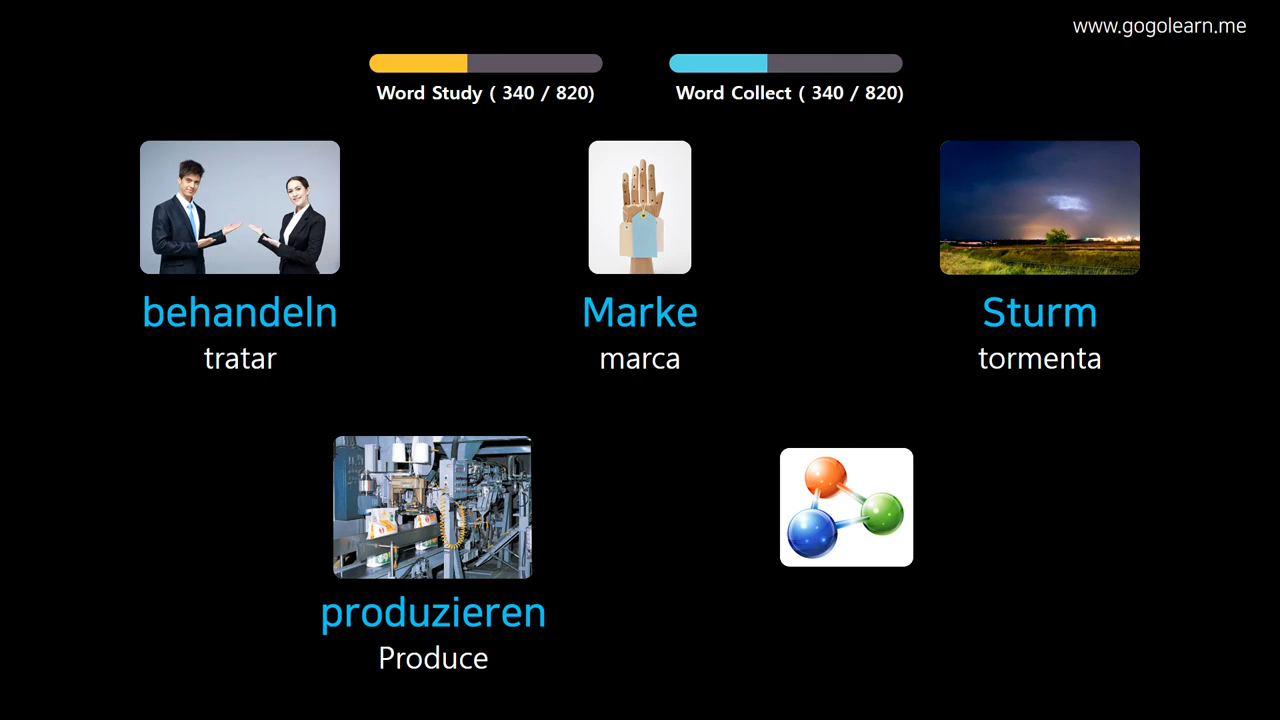 www.gogolearn.me
Word Study ( 340 / 820)
Word Collect ( 340 / 820)
behandeln
tratar
Marke
marca
Sturm
tormenta
produzieren
Produce